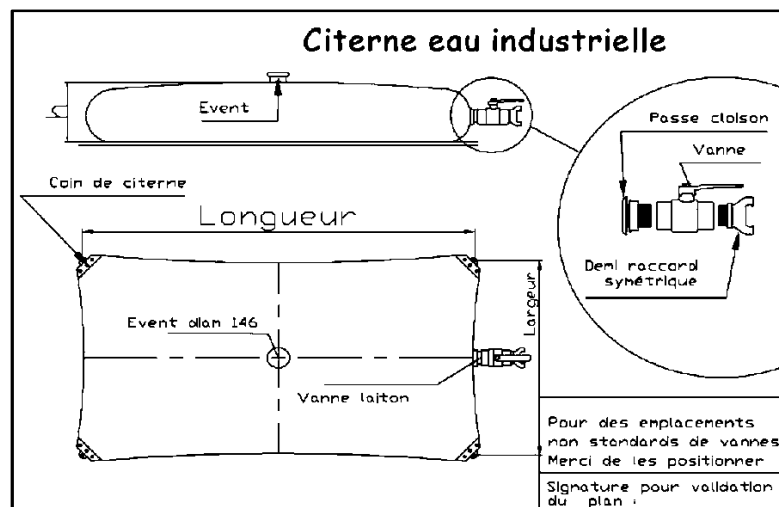 Citerne eau industrielle
h
Event
Passe cloison
Vanne
Coin de citerne
Longueur
Demi raccord
symétrique
Largeur
Event diam 146
Vanne laiton
Pour des emplacements
non standards de vannes
Merci de les positionner
Signature pour validation
du plan :